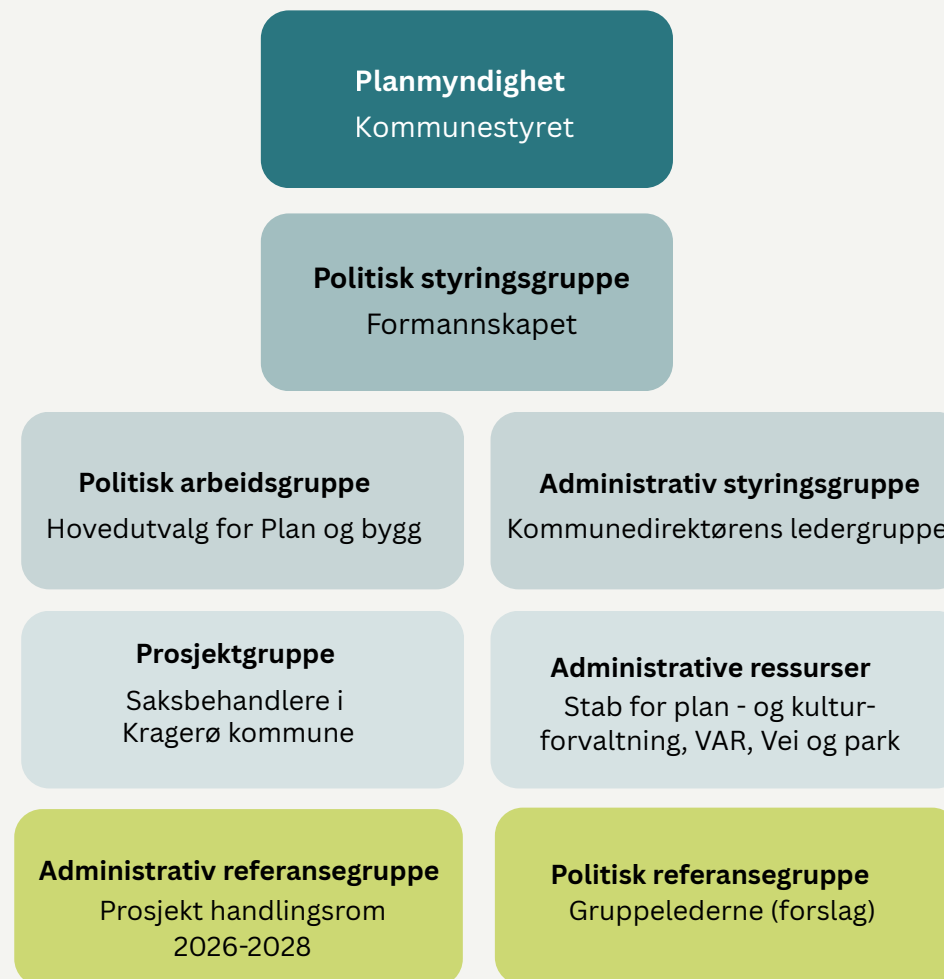 Planmyndighet
Kommunestyret
Politisk styringsgruppe
Formannskapet
Politisk arbeidsgruppe
Hovedutvalg for Plan og bygg
Administrativ styringsgruppe
Kommunedirektørens ledergruppe
Prosjektgruppe
Saksbehandlere i
Kragerø kommune
Administrative ressurser
Stab for plan - og kultur-
forvaltning, VAR, Vei og park
Administrativ referansegruppe
Prosjekt handlingsrom
2026-2028
Politisk referansegruppe
Gruppelederne (forslag)